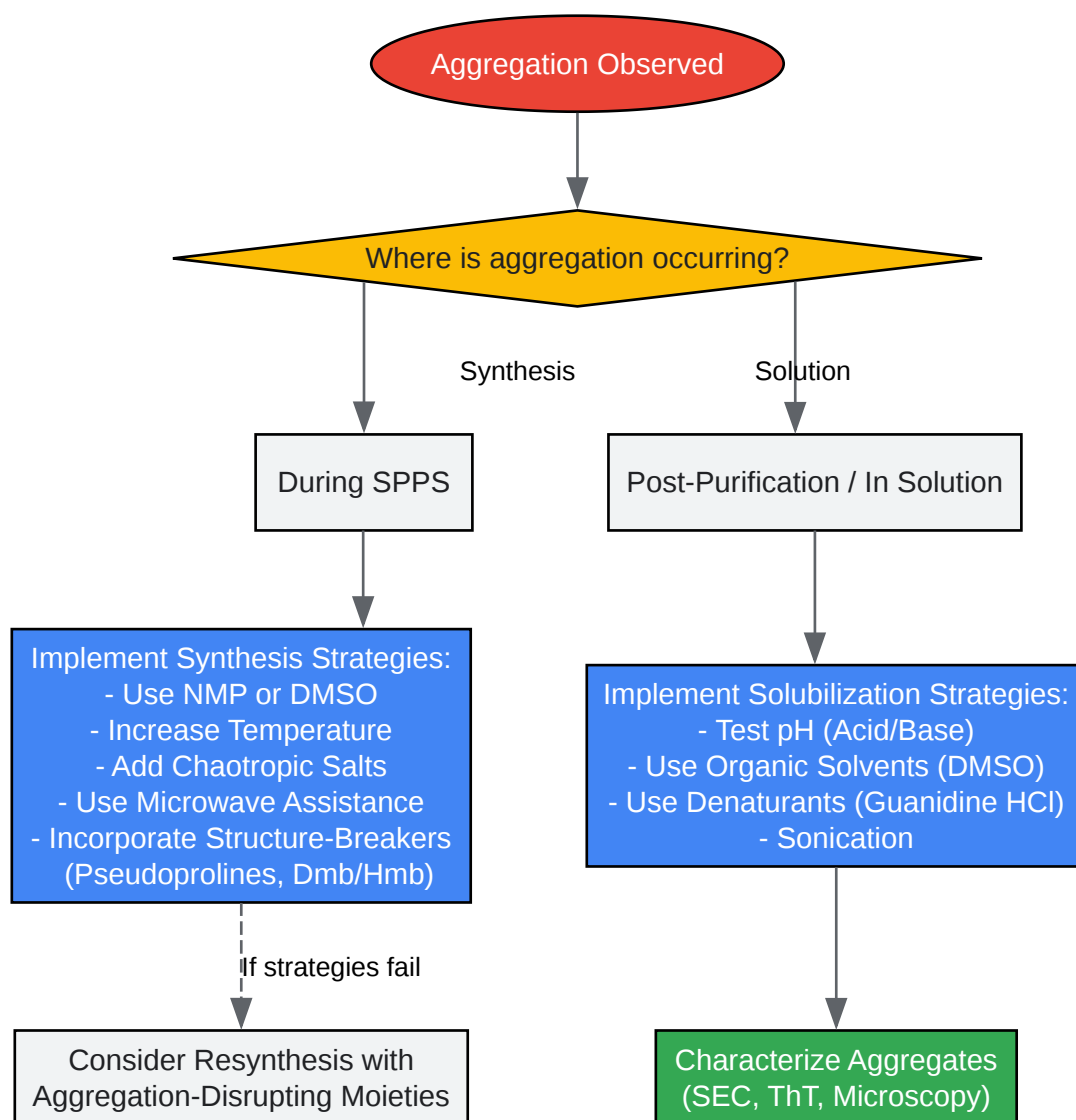 Aggregation Observed
Where is aggregation occurring?
Synthesis
Solution
During SPPS
Post-Purification / In Solution
Implement Synthesis Strategies:
- Use NMP or DMSO
- Increase Temperature
- Add Chaotropic Salts
- Use Microwave Assistance
- Incorporate Structure-Breakers
(Pseudoprolines, Dmb/Hmb)
Implement Solubilization Strategies:
- Test pH (Acid/Base)
- Use Organic Solvents (DMSO)
- Use Denaturants (Guanidine HCl)
- Sonication
If strategies fail
Consider Resynthesis with
Aggregation-Disrupting Moieties
Characterize Aggregates
(SEC, ThT, Microscopy)